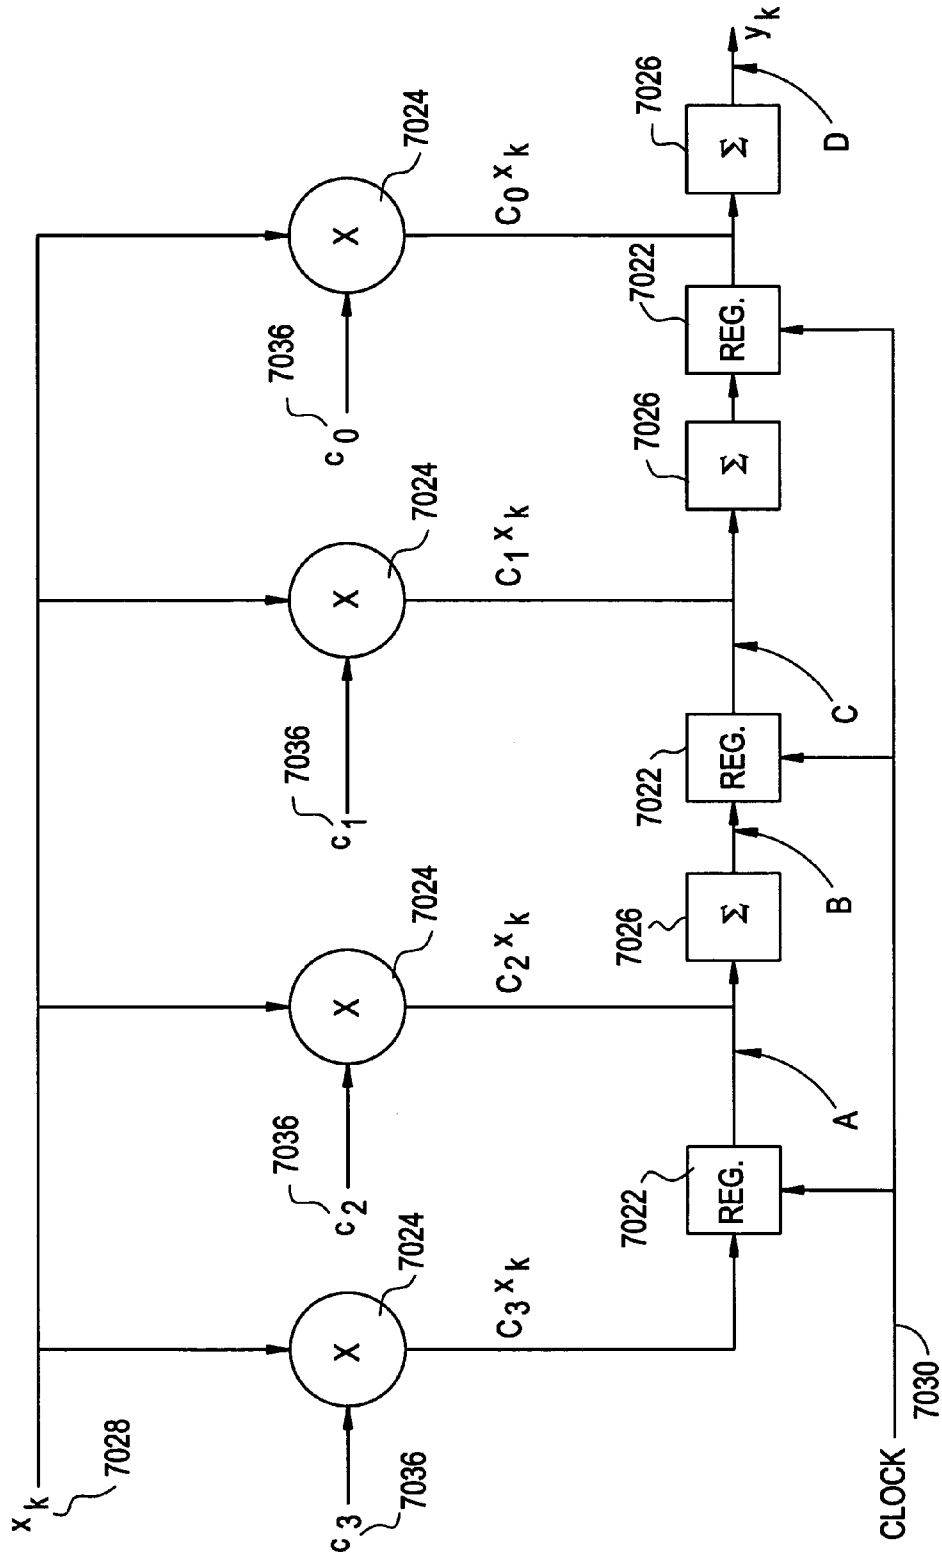 x_k
7028
c_3
7036
X
7024
C_3 x_k
c_2
7036
X
7024
C_2 x_k
c_1
7036
X
7024
C_1 x_k
c_0
7036
X
7024
C_0 x_k
7022
REG.
A
7026
Σ
B
7022
REG.
C
7026
Σ
7022
REG.
7026
Σ
D
y_k
CLOCK
7030